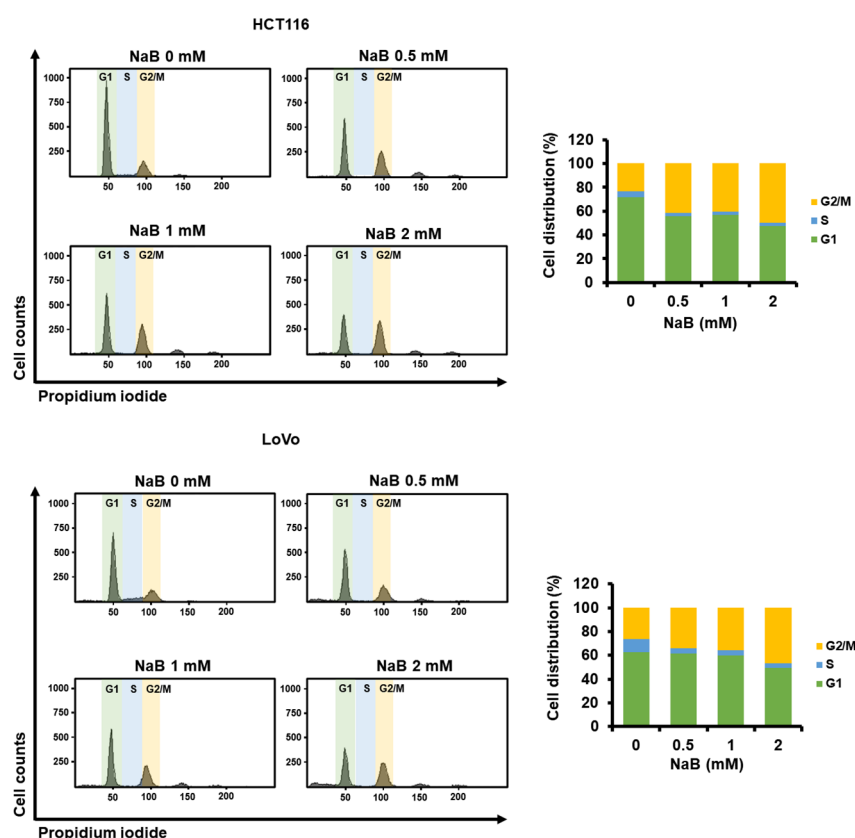 HCT116
NaB 0 mM
NaB 0.5 mM
1000
750
500
250
G1 S G2/M
50 100 150 200
1000
750
500
250
G1 S G2/M
50 100 150 200
NaB 1 mM
NaB 2 mM
1000
750
500
250
G1 S G2/M
50 100 150 200
1000
750
500
250
G1 S G2/M
50 100 150 200
Cell counts
Propidium iodide
Cell distribution (%)
120
100
80
60
40
20
0
0 0.5 1 2
NaB (mM)
G2/M
S
G1
LoVo
NaB 0 mM
NaB 0.5 mM
1000
750
500
250
G1 S G2/M
50 100 150 200
1000
750
500
250
G1 S G2/M
50 100 150 200
NaB 1 mM
NaB 2 mM
1000
750
500
250
G1 S G2/M
50 100 150 200
1000
750
500
250
G1 S G2/M
50 100 150 200
Cell counts
Propidium iodide
Cell distribution (%)
120
100
80
60
40
20
0
0 0.5 1 2
NaB (mM)
G2/M
S
G1